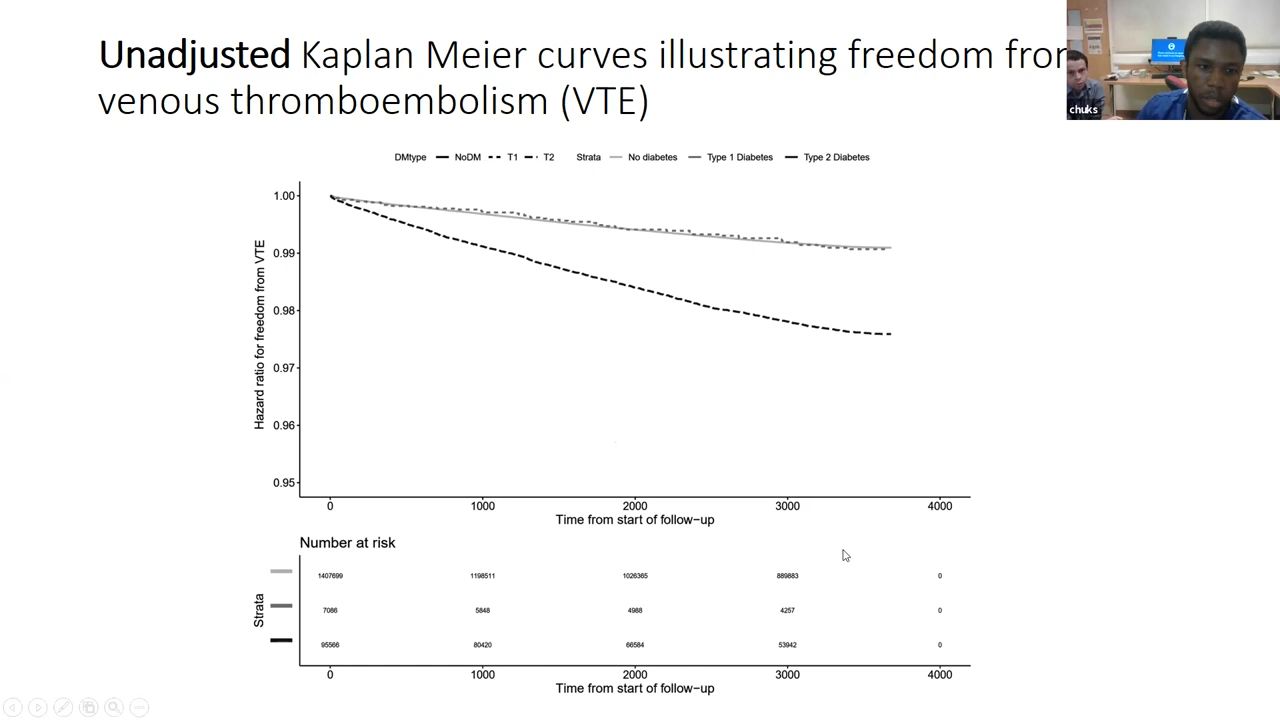 Unadjusted Kaplan Meier curves illustrating freedom from
venous thromboembolism (VTE)
chuks
DMtype NoDM T1 T2 Strata No diabetes Type 1 Diabetes Type 2 Diabetes
Hazard ratio for freedom from VTE
1.00
0.99
0.98
0.97
0.96
0.95
0 1000 2000 3000 4000
Time from start of follow−up
Number at risk
Strata
1407699 1198511 1026365 889883 0
7086 5848 4988 4257 0
95566 80420 66584 53942 0
0 1000 2000 3000 4000
Time from start of follow−up